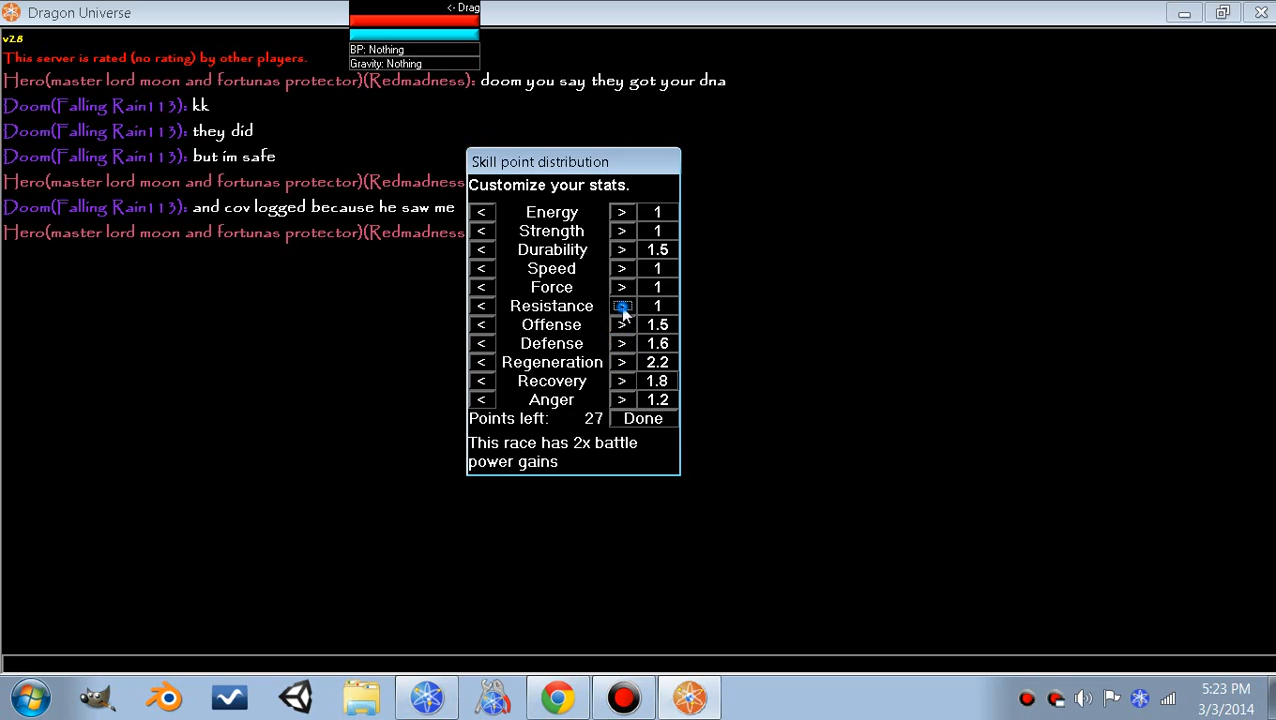 Dragon Universe
<- Drag
v2.8
This server is rated (no rating) by other players.
BP: Nothing
Gravity: Nothing
Hero(master lord moon and fortunas protector)(Redmadness): doom you say they got your dna
Doom(Falling Rain113): kk
Doom(Falling Rain113): they did
Doom(Falling Rain113): but im safe
Hero(master lord moon and fortunas protector)(Redmadness
Doom(Falling Rain113): and cov logged because he saw me
Hero(master lord moon and fortunas protector)(Redmadness
Skill point distribution
Customize your stats.
< Energy > 1
< Strength > 1
< Durability > 1.5
< Speed > 1
< Force > 1
< Resistance > 1
< Offense > 1.5
< Defense > 1.6
< Regeneration > 2.2
< Recovery > 1.8
< Anger > 1.2
Points left: 27 Done
This race has 2x battle
power gains
5:23 PM
3/3/2014